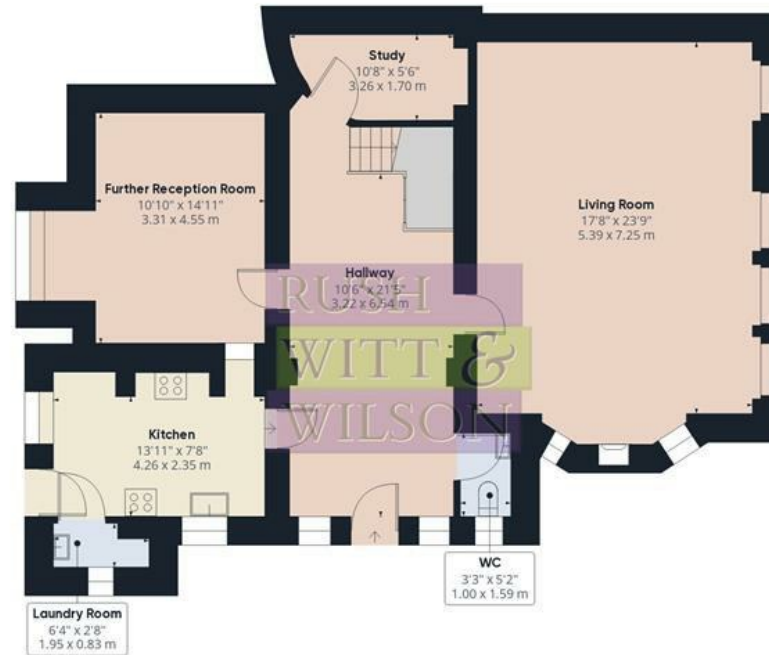 Study
10'8" x 5'6"
3.26 x 1.70 m
Further Reception Room
10'10" x 14'11"
3.31 x 4.55 m
Living Room
17'8" x 23'9"
5.39 x 7.25 m
Hallway
10'6" x 21'5"
3.22 x 6.54 m
RUSH
WITT &
WILSON
Kitchen
13'11" x 7'8"
4.26 x 2.35 m
WC
3'3" x 5'2"
1.00 x 1.59 m
Laundry Room
6'4" x 2'8"
1.95 x 0.83 m